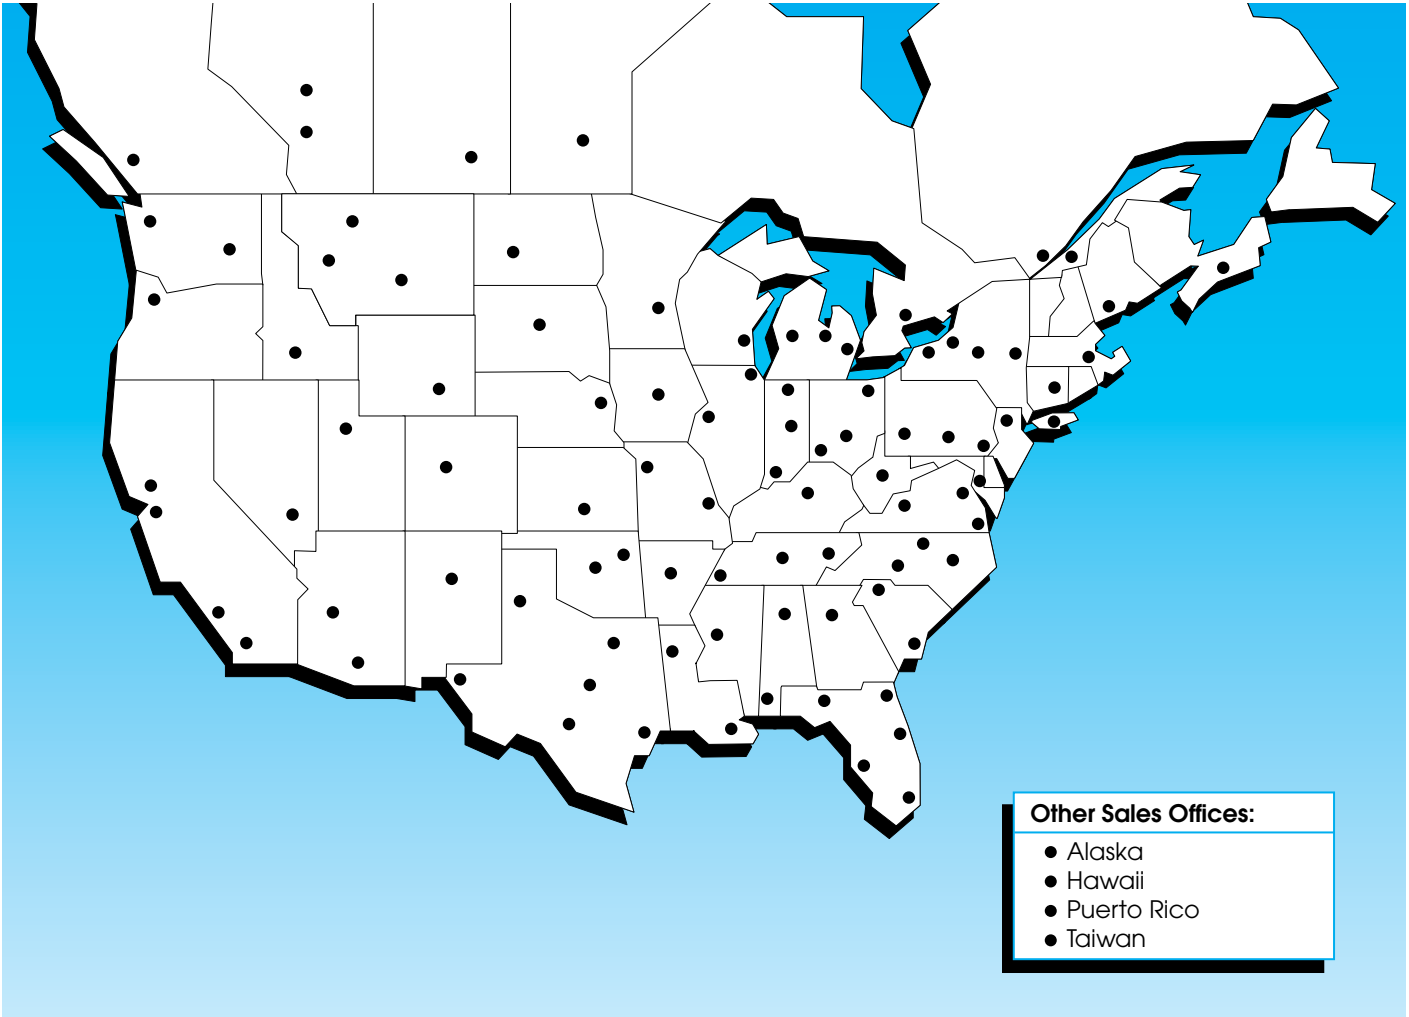 Other Sales Offices:
● Alaska
● Hawaii
● Puerto Rico
● Taiwan